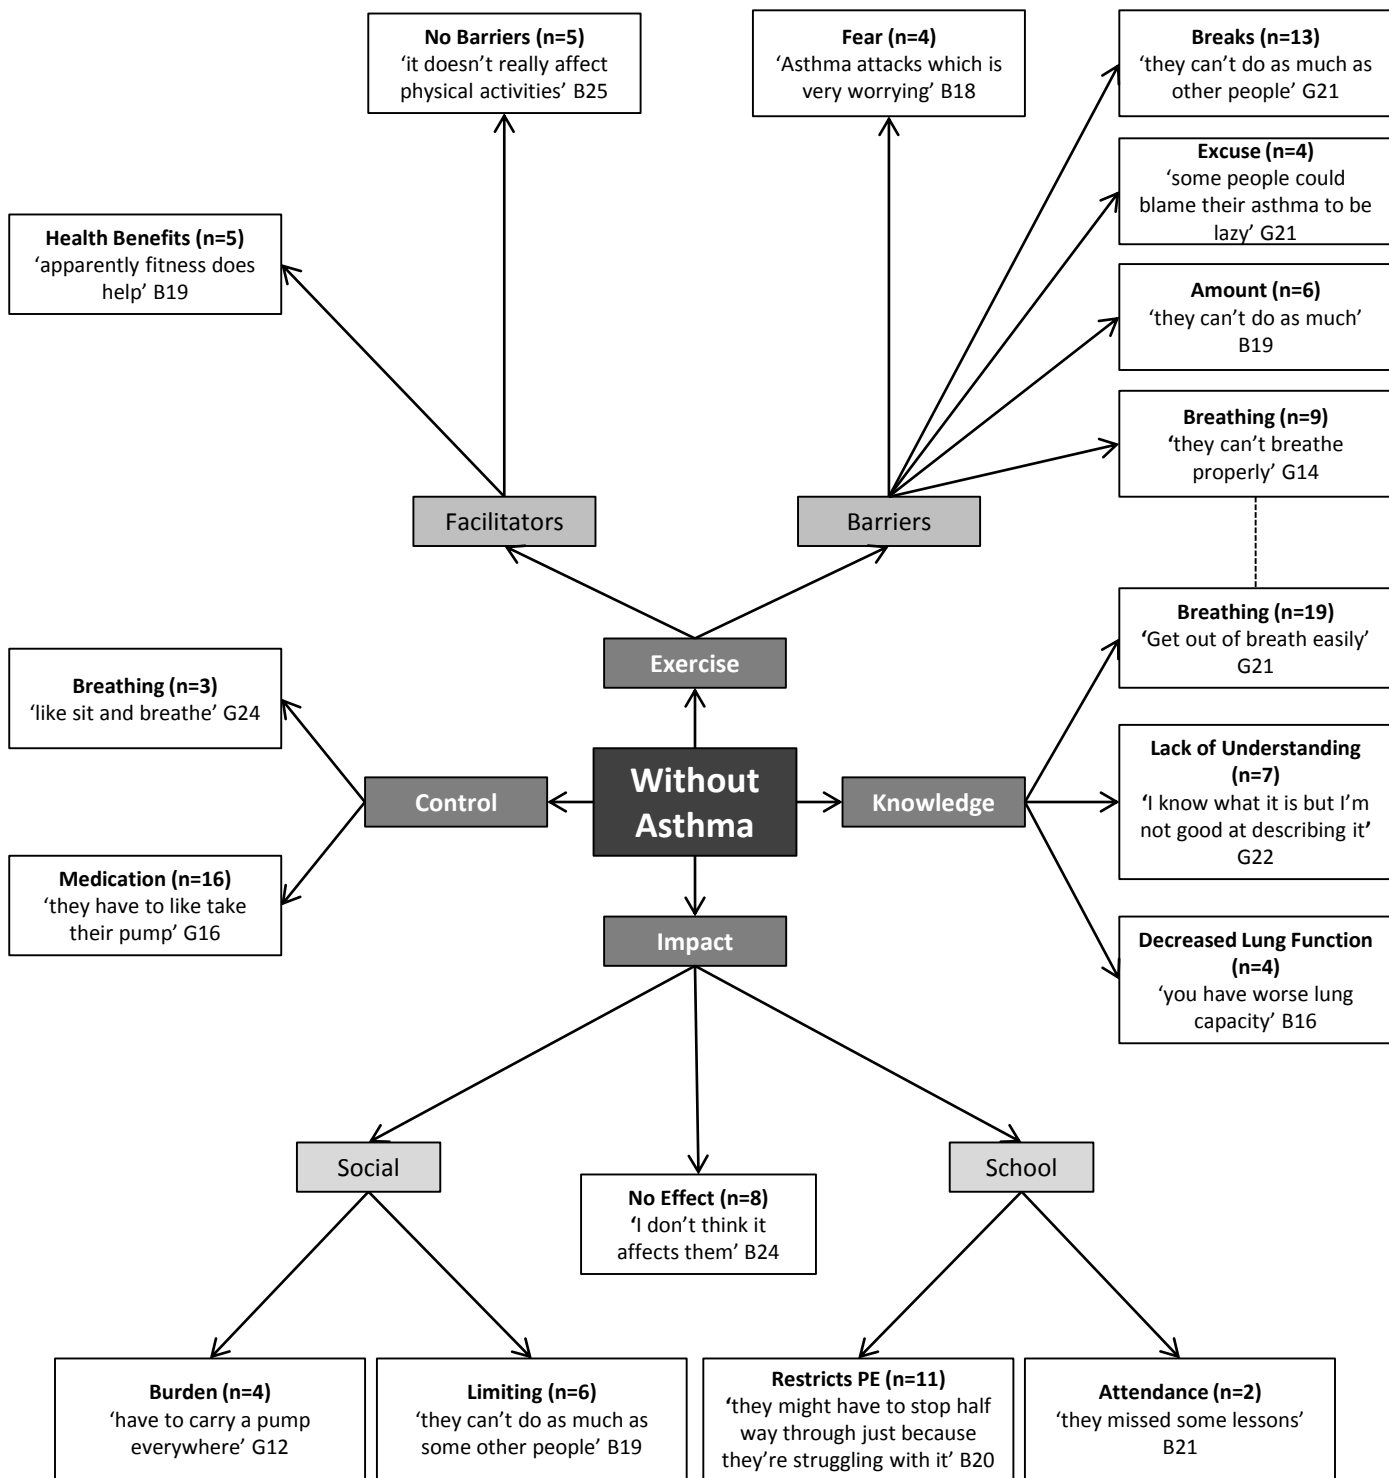 No Barriers (n=5)
‘it doesn’t really affect
physical activities’ B25
Fear (n=4)
‘Asthma attacks which is
very worrying’ B18
Breaks (n=13)
‘they can’t do as much as
other people’ G21
Excuse (n=4)
‘some people could
blame their asthma to be
lazy’ G21
Health Benefits (n=5)
‘apparently fitness does
help’ B19
Amount (n=6)
‘they can’t do as much’
B19
Breathing (n=9)
‘they can’t breathe
properly’ G14
Facilitators
Barriers
Breathing (n=19)
‘Get out of breath easily’
G21
Exercise
Breathing (n=3)
‘like sit and breathe’ G24
Lack of Understanding
(n=7)
‘I know what it is but I’m
not good at describing it’
G22
Control
Without
Asthma
Knowledge
Medication (n=16)
‘they have to like take
their pump’ G16
Impact
Decreased Lung Function
(n=4)
‘you have worse lung
capacity’ B16
Social
No Effect (n=8)
‘I don’t think it
affects them’ B24
School
Burden (n=4)
‘have to carry a pump
everywhere’ G12
Limiting (n=6)
‘they can’t do as much as
some other people’ B19
Restricts PE (n=11)
‘they might have to stop half
way through just because
they’re struggling with it’ B20
Attendance (n=2)
‘they missed some lessons’
B21